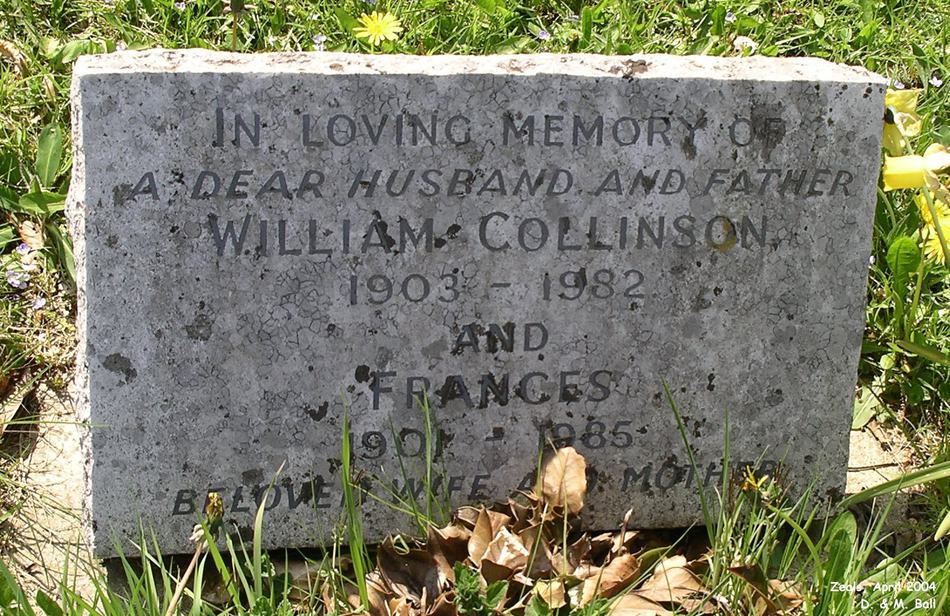 IN LOVING MEMORY OF
A DEAR HUSBAND AND FATHER
WILLIAM COLLINSON
1903 - 1982
AND
FRANCES
1901 - 1985
BELOVED WIFE AND MOTHER
Zegis, April 2004
D. & M. Ball